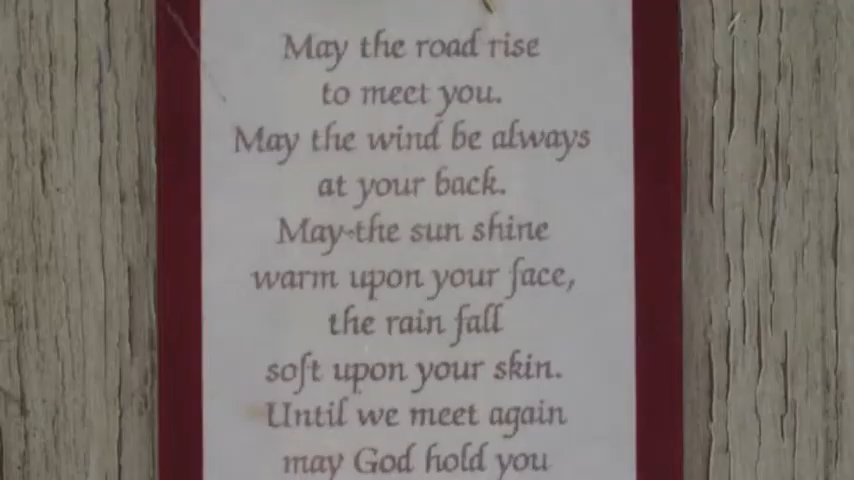 May the road rise
to meet you.
May the wind be always
at your back.
May the sun shine
warm upon your face,
the rain fall
soft upon your skin.
Until we meet again
may God hold you